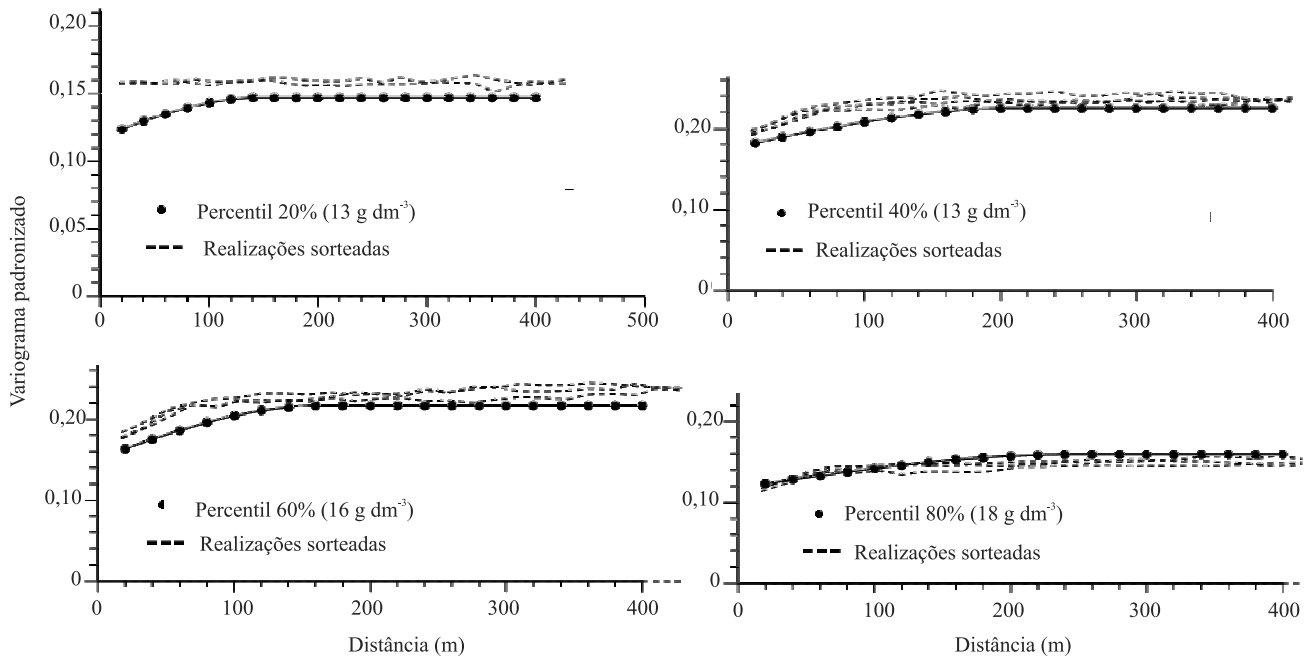 Variograma padronizado
0,20
0,15
0,10
0,05
0
Percentil 20% (13 g dm⁻³)
Realizações sorteadas
0 100 200 300 400 500
0,20
0,10
0
Percentil 40% (13 g dm⁻³)
Realizações sorteadas
0 100 200 300 400
0,20
0,10
0
Percentil 60% (16 g dm⁻³)
Realizações sorteadas
0 100 200 300 400
Distância (m)
0,20
0,10
0
Percentil 80% (18 g dm⁻³)
Realizações sorteadas
0 100 200 300 400
Distância (m)